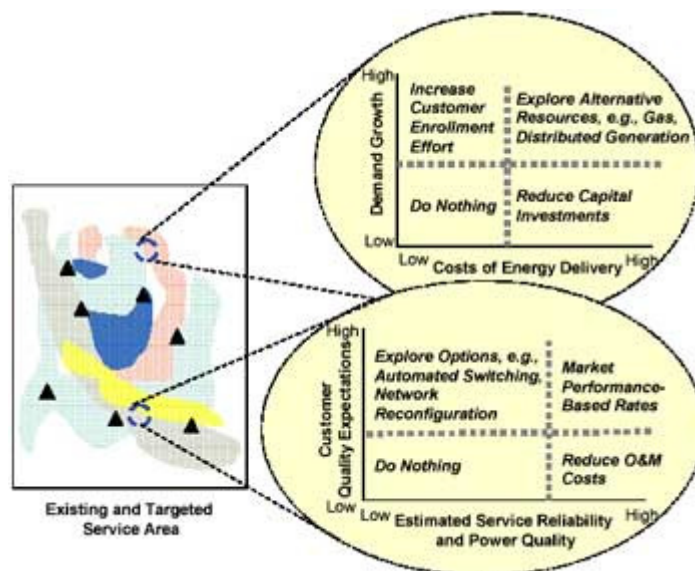 High
Demand Growth
Low
Increase
Customer
Enrollment
Effort
Explore Alternative
Resources, e.g., Gas,
Distributed Generation
Do Nothing
Reduce Capital
Investments
Low
Costs of Energy Delivery
High
High
Customer
Quality Expectations
Low
Explore Options, e.g.,
Automated Switching,
Network
Reconfiguration
Market
Performance-
Based Rates
Do Nothing
Reduce O&M
Costs
Low
Estimated Service Reliability
and Power Quality
High
Existing and Targeted
Service Area